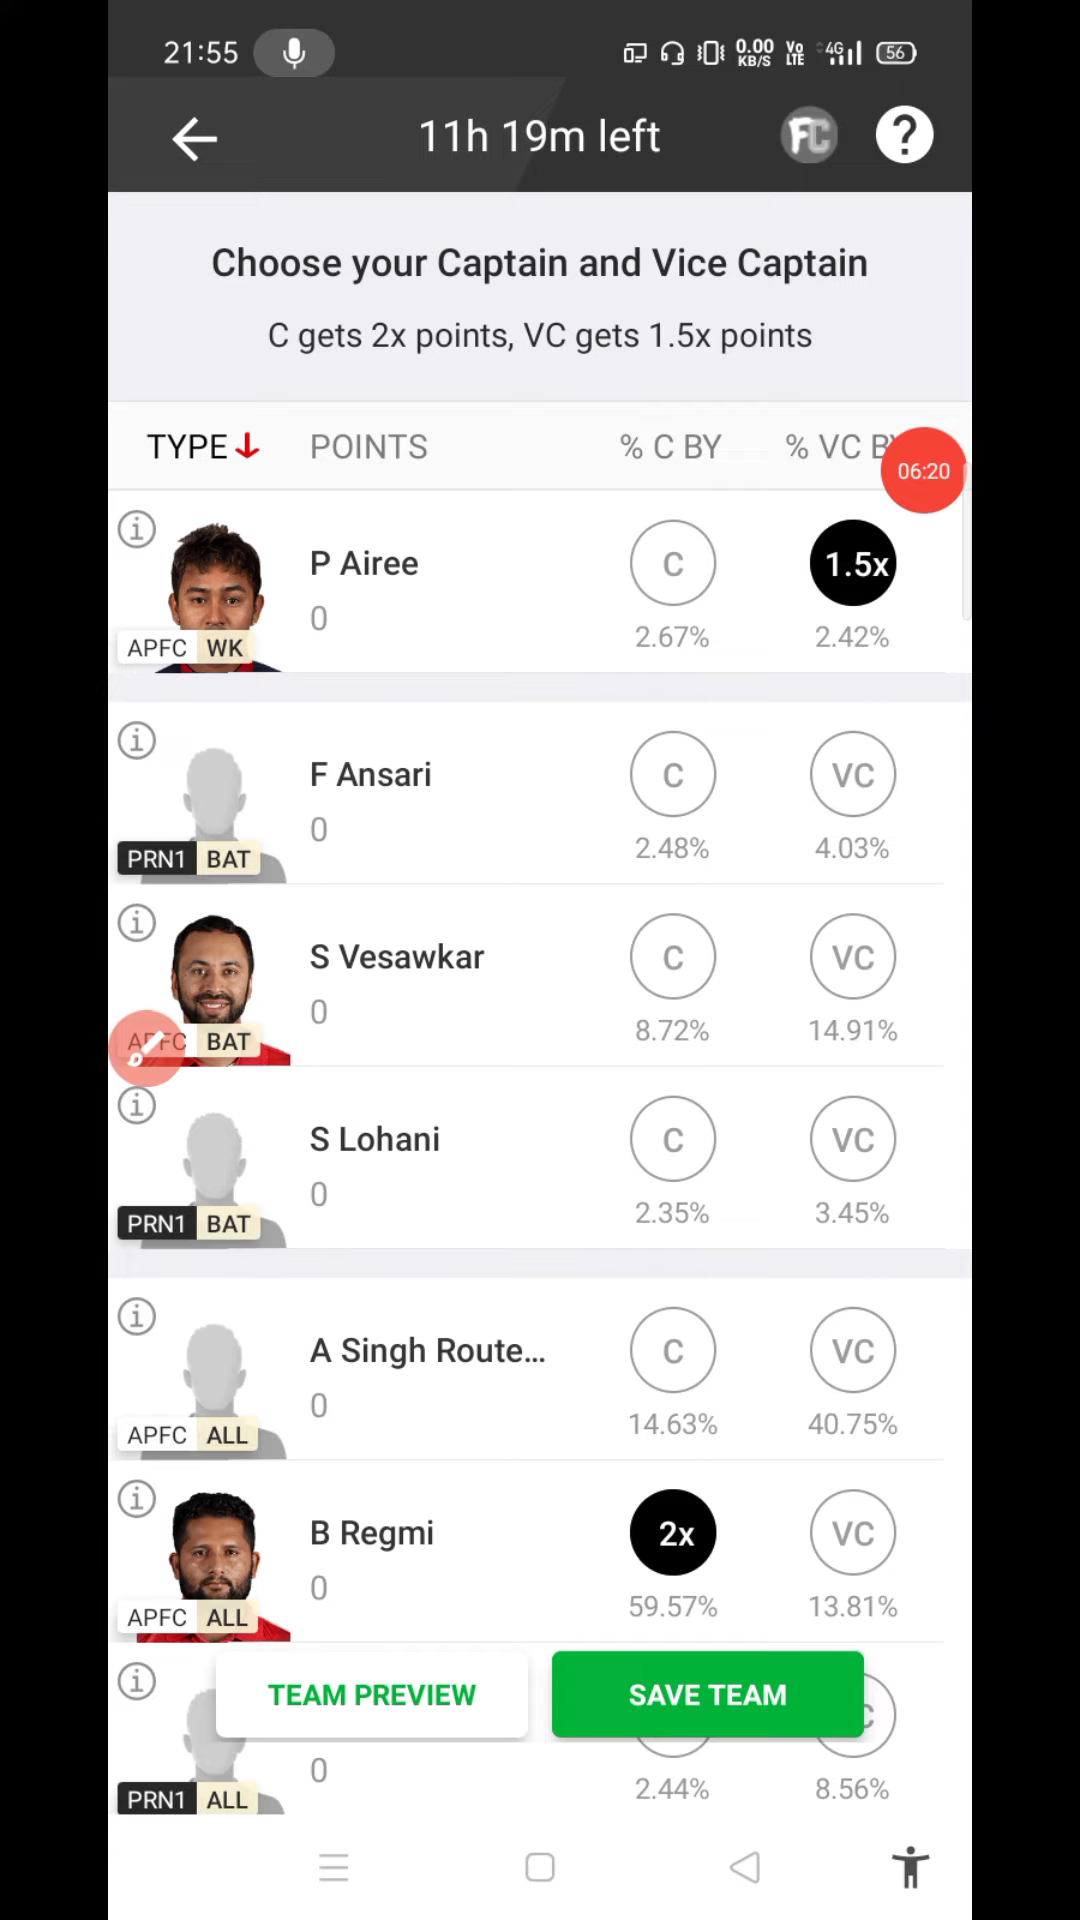 21:55 0.00 KB/S Vo LTE 4G 56
11h 19m left FC ?
Choose your Captain and Vice Captain
C gets 2x points, VC gets 1.5x points
TYPE POINTS % C BY % VC B
06:20
P Airee C 1.5x
0 2.67% 2.42%
APFC WK
F Ansari C VC
0 2.48% 4.03%
PRN1 BAT
S Vesawkar C VC
0 8.72% 14.91%
APFC BAT
S Lohani C VC
0 2.35% 3.45%
PRN1 BAT
A Singh Route... C VC
0 14.63% 40.75%
APFC ALL
B Regmi 2x VC
0 59.57% 13.81%
APFC ALL
TEAM PREVIEW SAVE TEAM C
0 2.44% 8.56%
PRN1 ALL